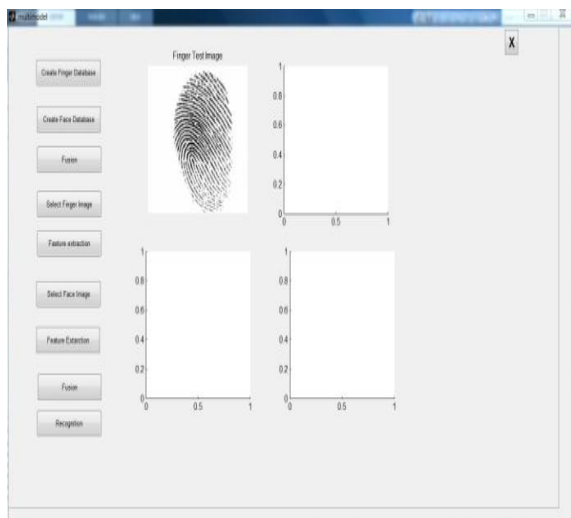 multimodel
X
Create Finger Database
Create Face Database
Fusion
Select Finger Image
Feature extraction
Select Face Image
Feature Extarction
Fusion
Recognition
Finger Test Image
1
0.8
0.6
0.4
0.2
0
0 0.5 1
1
0.8
0.6
0.4
0.2
0
0 0.5 1
1
0.8
0.6
0.4
0.2
0
0 0.5 1